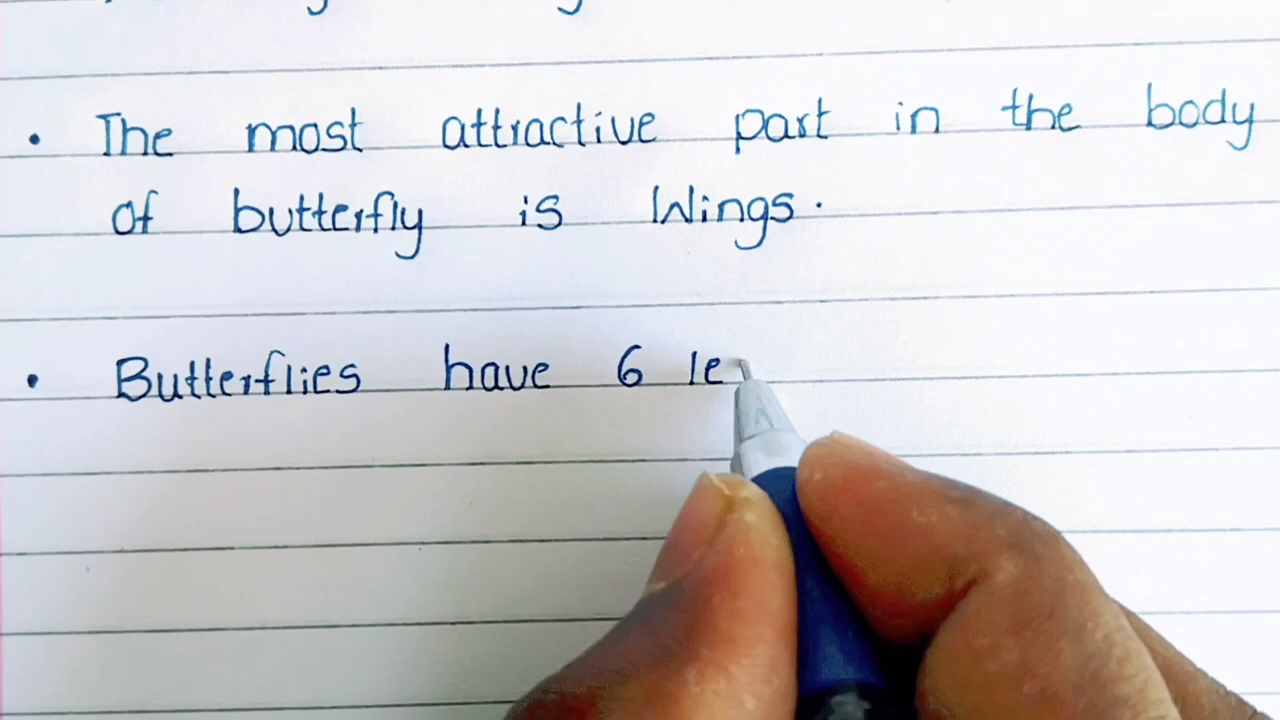 • The most attractive part in the body
of butterfly is Wings.
• Butterflies have 6 le